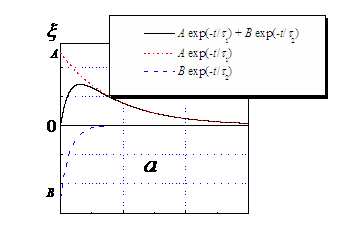 ξ
A exp(-t/τ₁) + B exp(-t/τ₂)
A exp(-t/τ₁)
B exp(-t/τ₂)
A
0
a
B